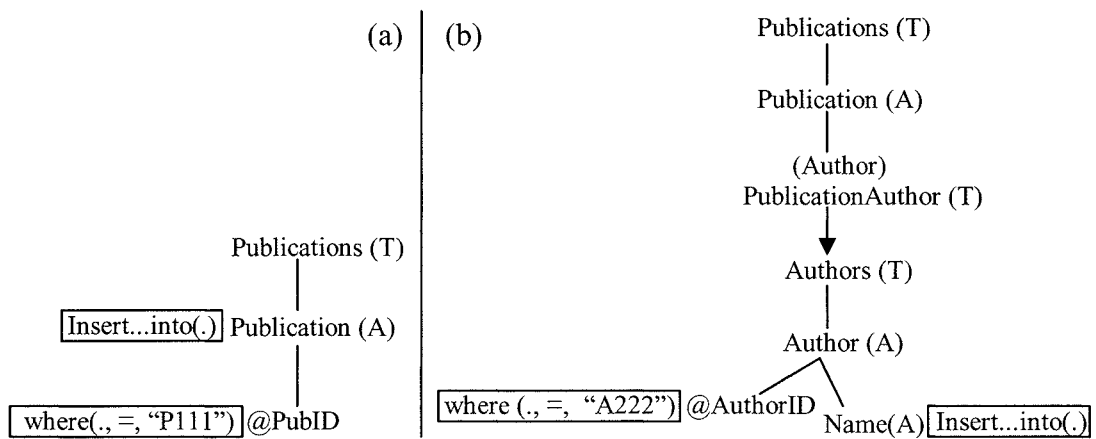 (a)
Publications (T)
Insert...into(.) Publication (A)
where(., =, “P111”) @PubID
(b)
Publications (T)
Publication (A)
(Author)
PublicationAuthor (T)
Authors (T)
Author (A)
where (., =, “A222”) @AuthorID
Name(A) Insert...into(.)